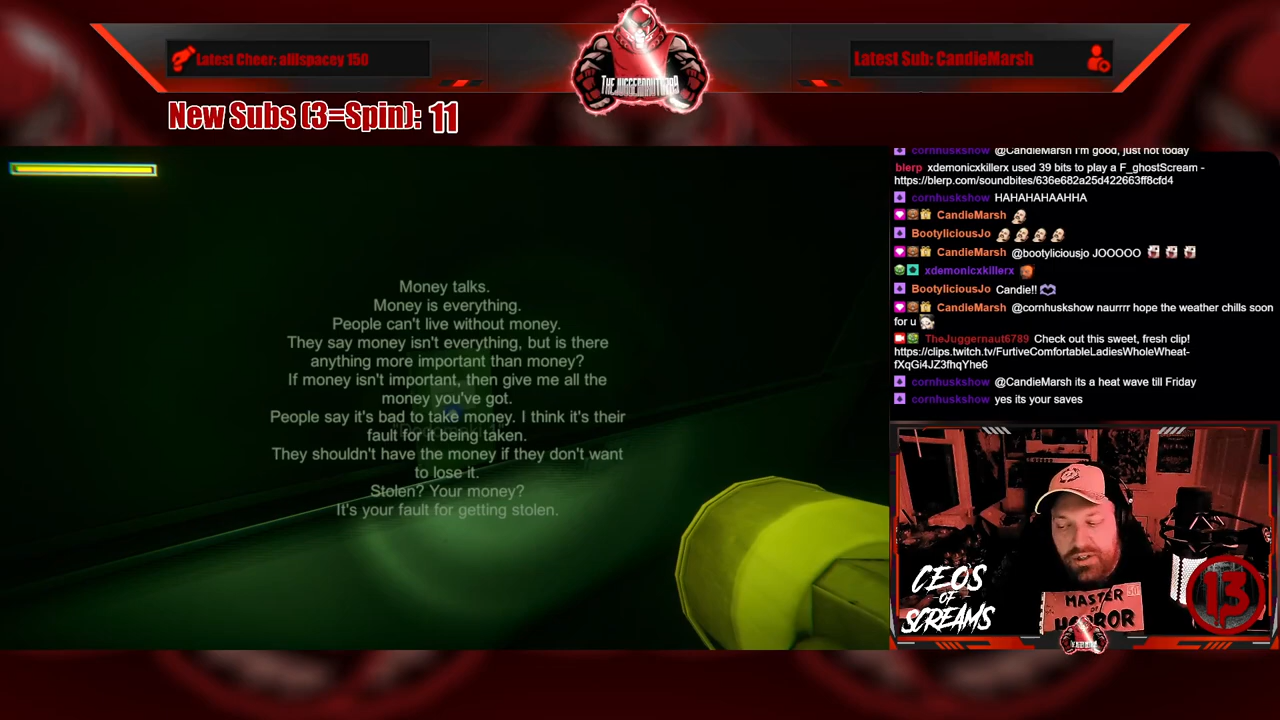 Latest Cheer: allispacey 150
THEJUGGERNAUT6789
Latest Sub: CandieMarsh
New Subs (3=Spin): 11
cornhuskshow @CandieMarsh I'm good, just not today
blerp xdemonicxkillerx used 39 bits to play a F_ghostScream -
https://blerp.com/soundbites/636e682a25d422663ff8cfd4
cornhuskshow HAHAHAHAAHHA
CandieMarsh
BootyliciousJo
CandieMarsh @bootyliciousjo JOOOOO
xdemonicxkillerx
BootyliciousJo Candie!!
CandieMarsh @cornhuskshow naurrrr hope the weather chills soon
for u
TheJuggernaut6789 Check out this sweet, fresh clip!
https://clips.twitch.tv/FurtiveComfortableLadiesWholeWheat-
fXqGi4JZ3fhqYhe6
cornhuskshow @CandieMarsh its a heat wave till Friday
cornhuskshow yes its your saves
Money talks.
Money is everything.
People can't live without money.
They say money isn't everything, but is there
anything more important than money?
If money isn't important, then give me all the
money you've got.
People say it's bad to take money. I think it's their
fault for it being taken.
They shouldn't have the money if they don't want
to lose it.
Stolen? Your money?
It's your fault for getting stolen.
CEOS
OF
SCREAMS
MASTER
OF
HORROR
13